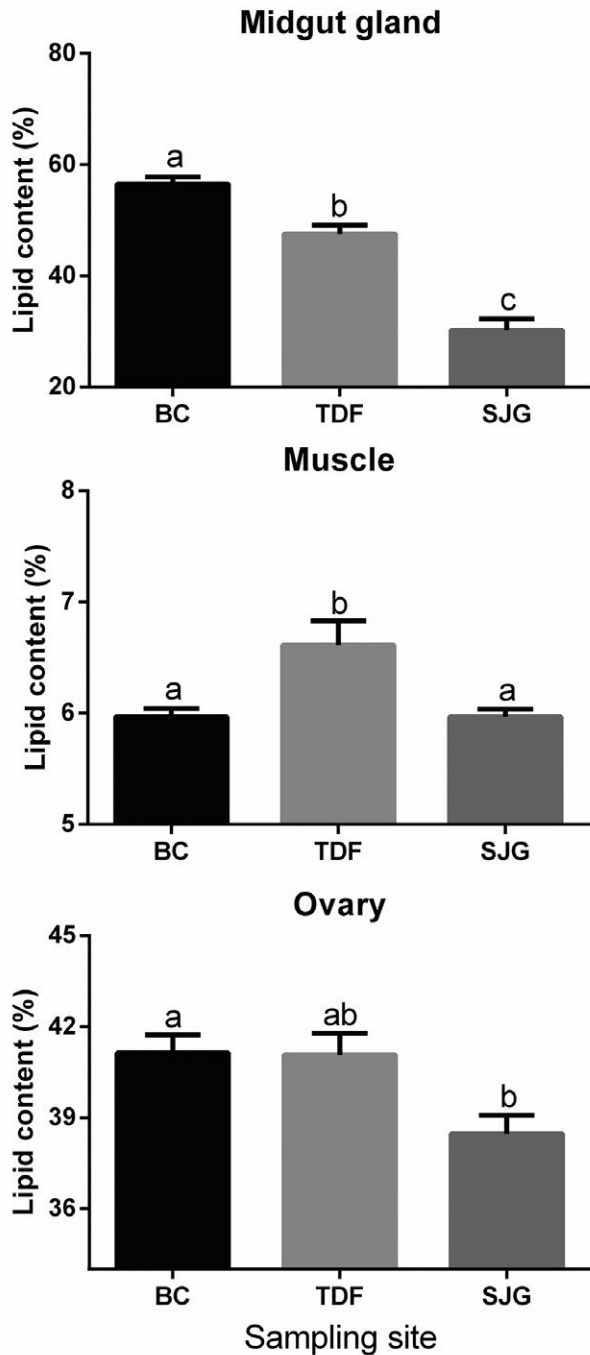 Midgut gland
Lipid content (%)
80
60
40
20
a
b
c
BC TDF SJG
Muscle
Lipid content (%)
8
7
6
5
a
b
a
BC TDF SJG
Ovary
Lipid content (%)
45
42
39
36
a
ab
b
BC TDF SJG
Sampling site